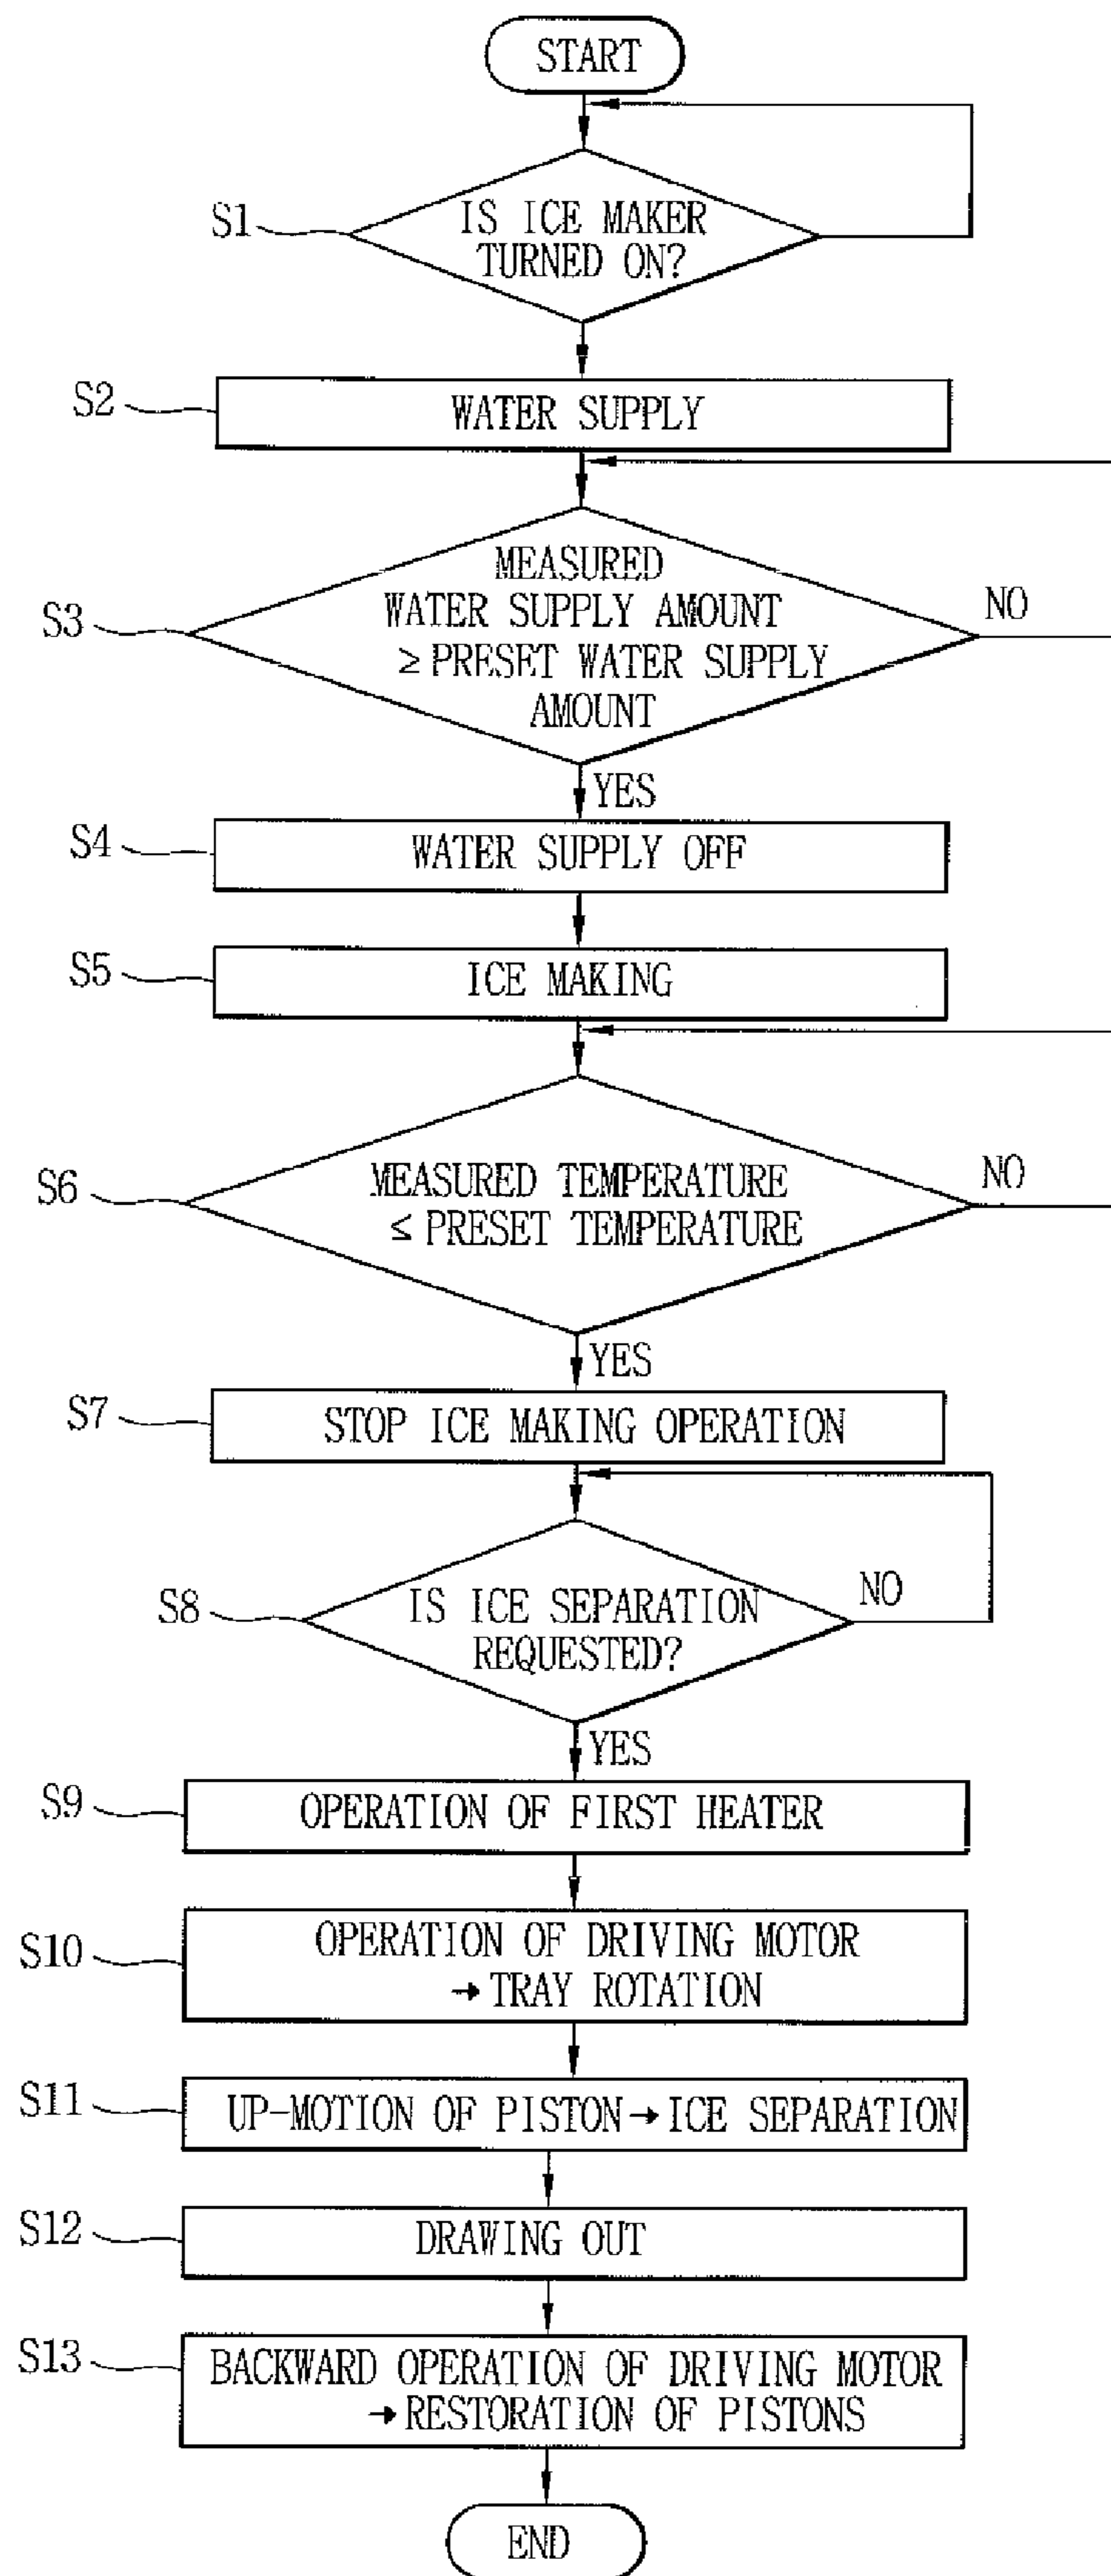 START
S1
IS ICE MAKER
TURNED ON?
S2
WATER SUPPLY
S3
MEASURED
WATER SUPPLY AMOUNT
≥ PRESET WATER SUPPLY
AMOUNT
NO
YES
S4
WATER SUPPLY OFF
S5
ICE MAKING
S6
MEASURED TEMPERATURE
≤ PRESET TEMPERATURE
NO
YES
S7
STOP ICE MAKING OPERATION
S8
IS ICE SEPARATION
REQUESTED?
NO
YES
S9
OPERATION OF FIRST HEATER
S10
OPERATION OF DRIVING MOTOR
→ TRAY ROTATION
S11
UP-MOTION OF PISTON → ICE SEPARATION
S12
DRAWING OUT
S13
BACKWARD OPERATION OF DRIVING MOTOR
→ RESTORATION OF PISTONS
END